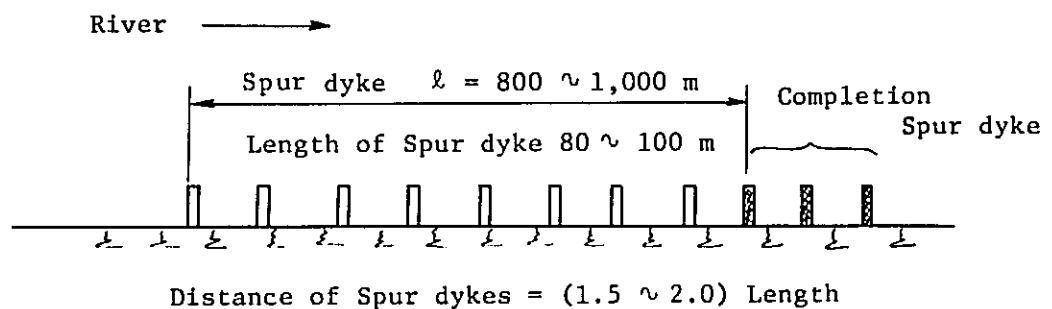 River
Spur dyke ℓ = 800 ~ 1,000 m
Completion
Spur dyke
Length of Spur dyke 80 ~ 100 m
Distance of Spur dykes = (1.5 ~ 2.0) Length